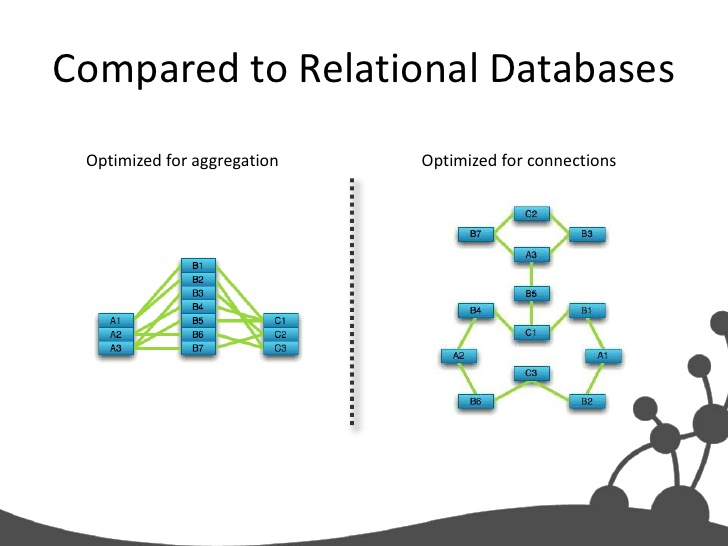 Compared to Relational Databases
Optimized for aggregation
Optimized for connections
B1
B2
B3
B4
A1 B5 C1
A2 B6 C2
A3 B7 C3
C2
B7 B3
A3
B5
B4 B1
C1
A2 A1
C3
B6 B2